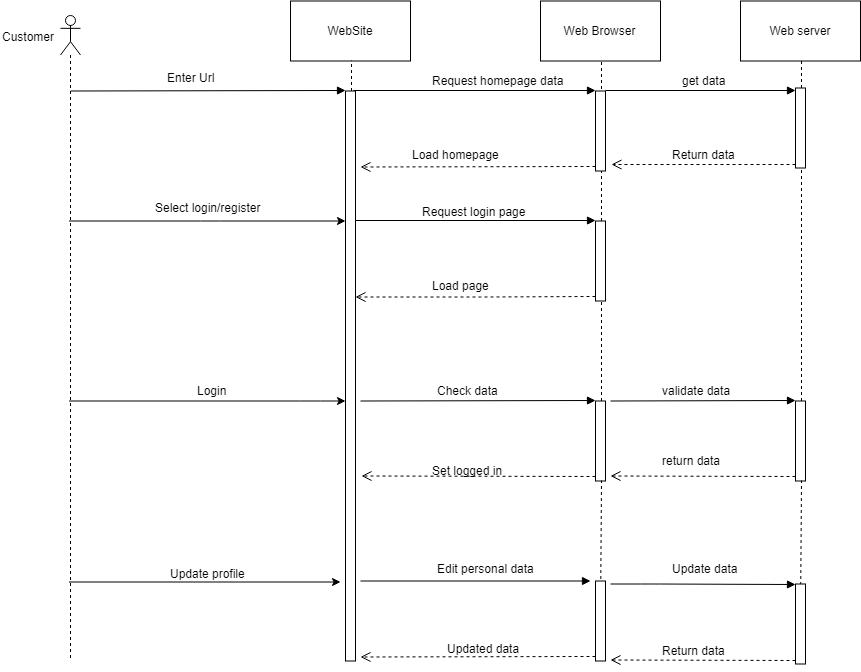 Customer
WebSite
Web Browser
Web server
Enter Url
Request homepage data
get data
Load homepage
Return data
Select login/register
Request login page
Load page
Login
Check data
validate data
Set logged in
return data
Update profile
Edit personal data
Update data
Updated data
Return data